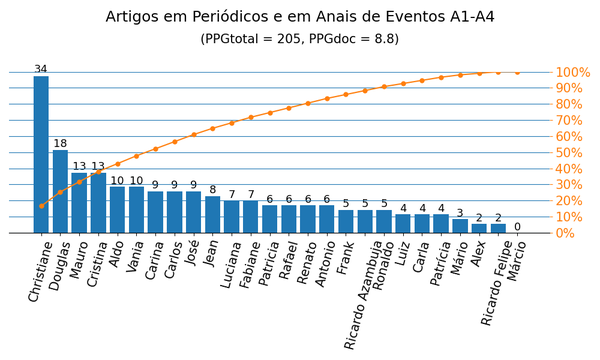 Artigos em Periódicos e em Anais de Eventos A1-A4
(PPGtotal = 205, PPGdoc = 8.8)
34
18
13
13
10
10
9
9
9
8
7
7
6
6
6
6
5
5
5
4
4
4
3
2
2
0
100%
90%
80%
70%
60%
50%
40%
30%
20%
10%
0%
Christiane
Douglas
Mauro
Cristina
Aldo
Vania
Carina
Carlos
José
Jean
Luciana
Fabiane
Patricia
Rafael
Renato
Antonio
Frank
Ricardo Azambuja
Ronaldo
Luiz
Carla
Patrícia
Mário
Alex
Ricardo Felipe
Márcio